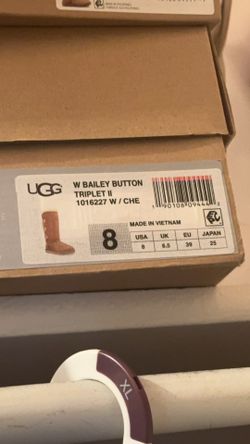 UGG
W BAILEY BUTTON
TRIPLET II
1016227 W / CHE
8
MADE IN VIETNAM
USA UK EU JAPAN
8 6.5 39 25
XL